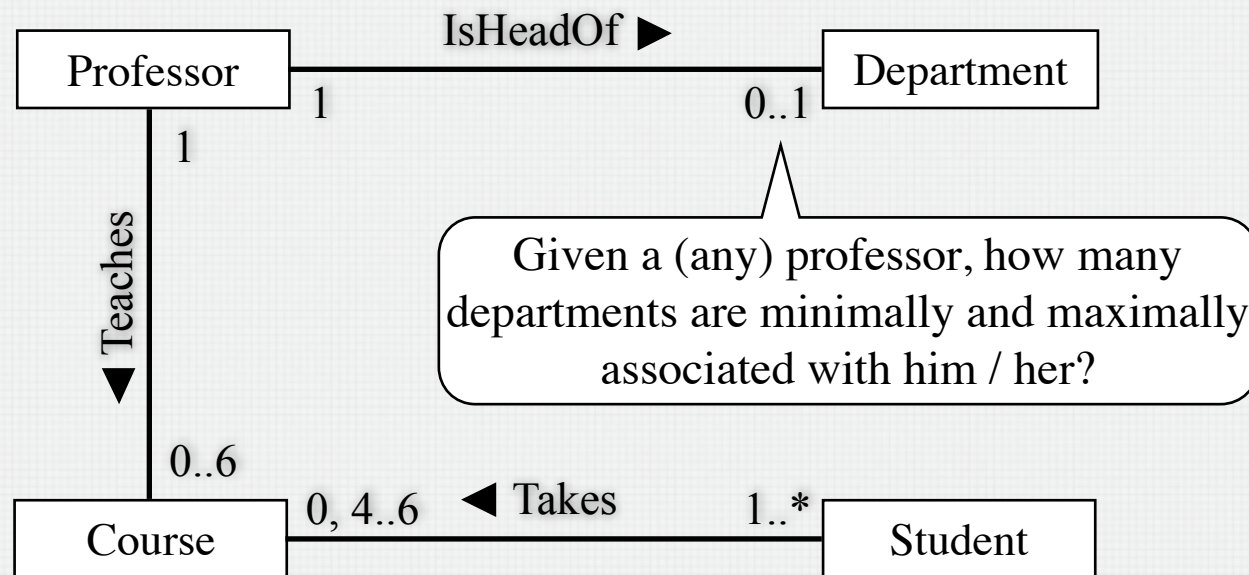 IsHeadOf ►
Professor
Department
1
0..1
1
Given a (any) professor, how many
departments are minimally and maximally
associated with him / her?
◄ Teaches
0..6
0, 4..6
◄ Takes
1..*
Course
Student